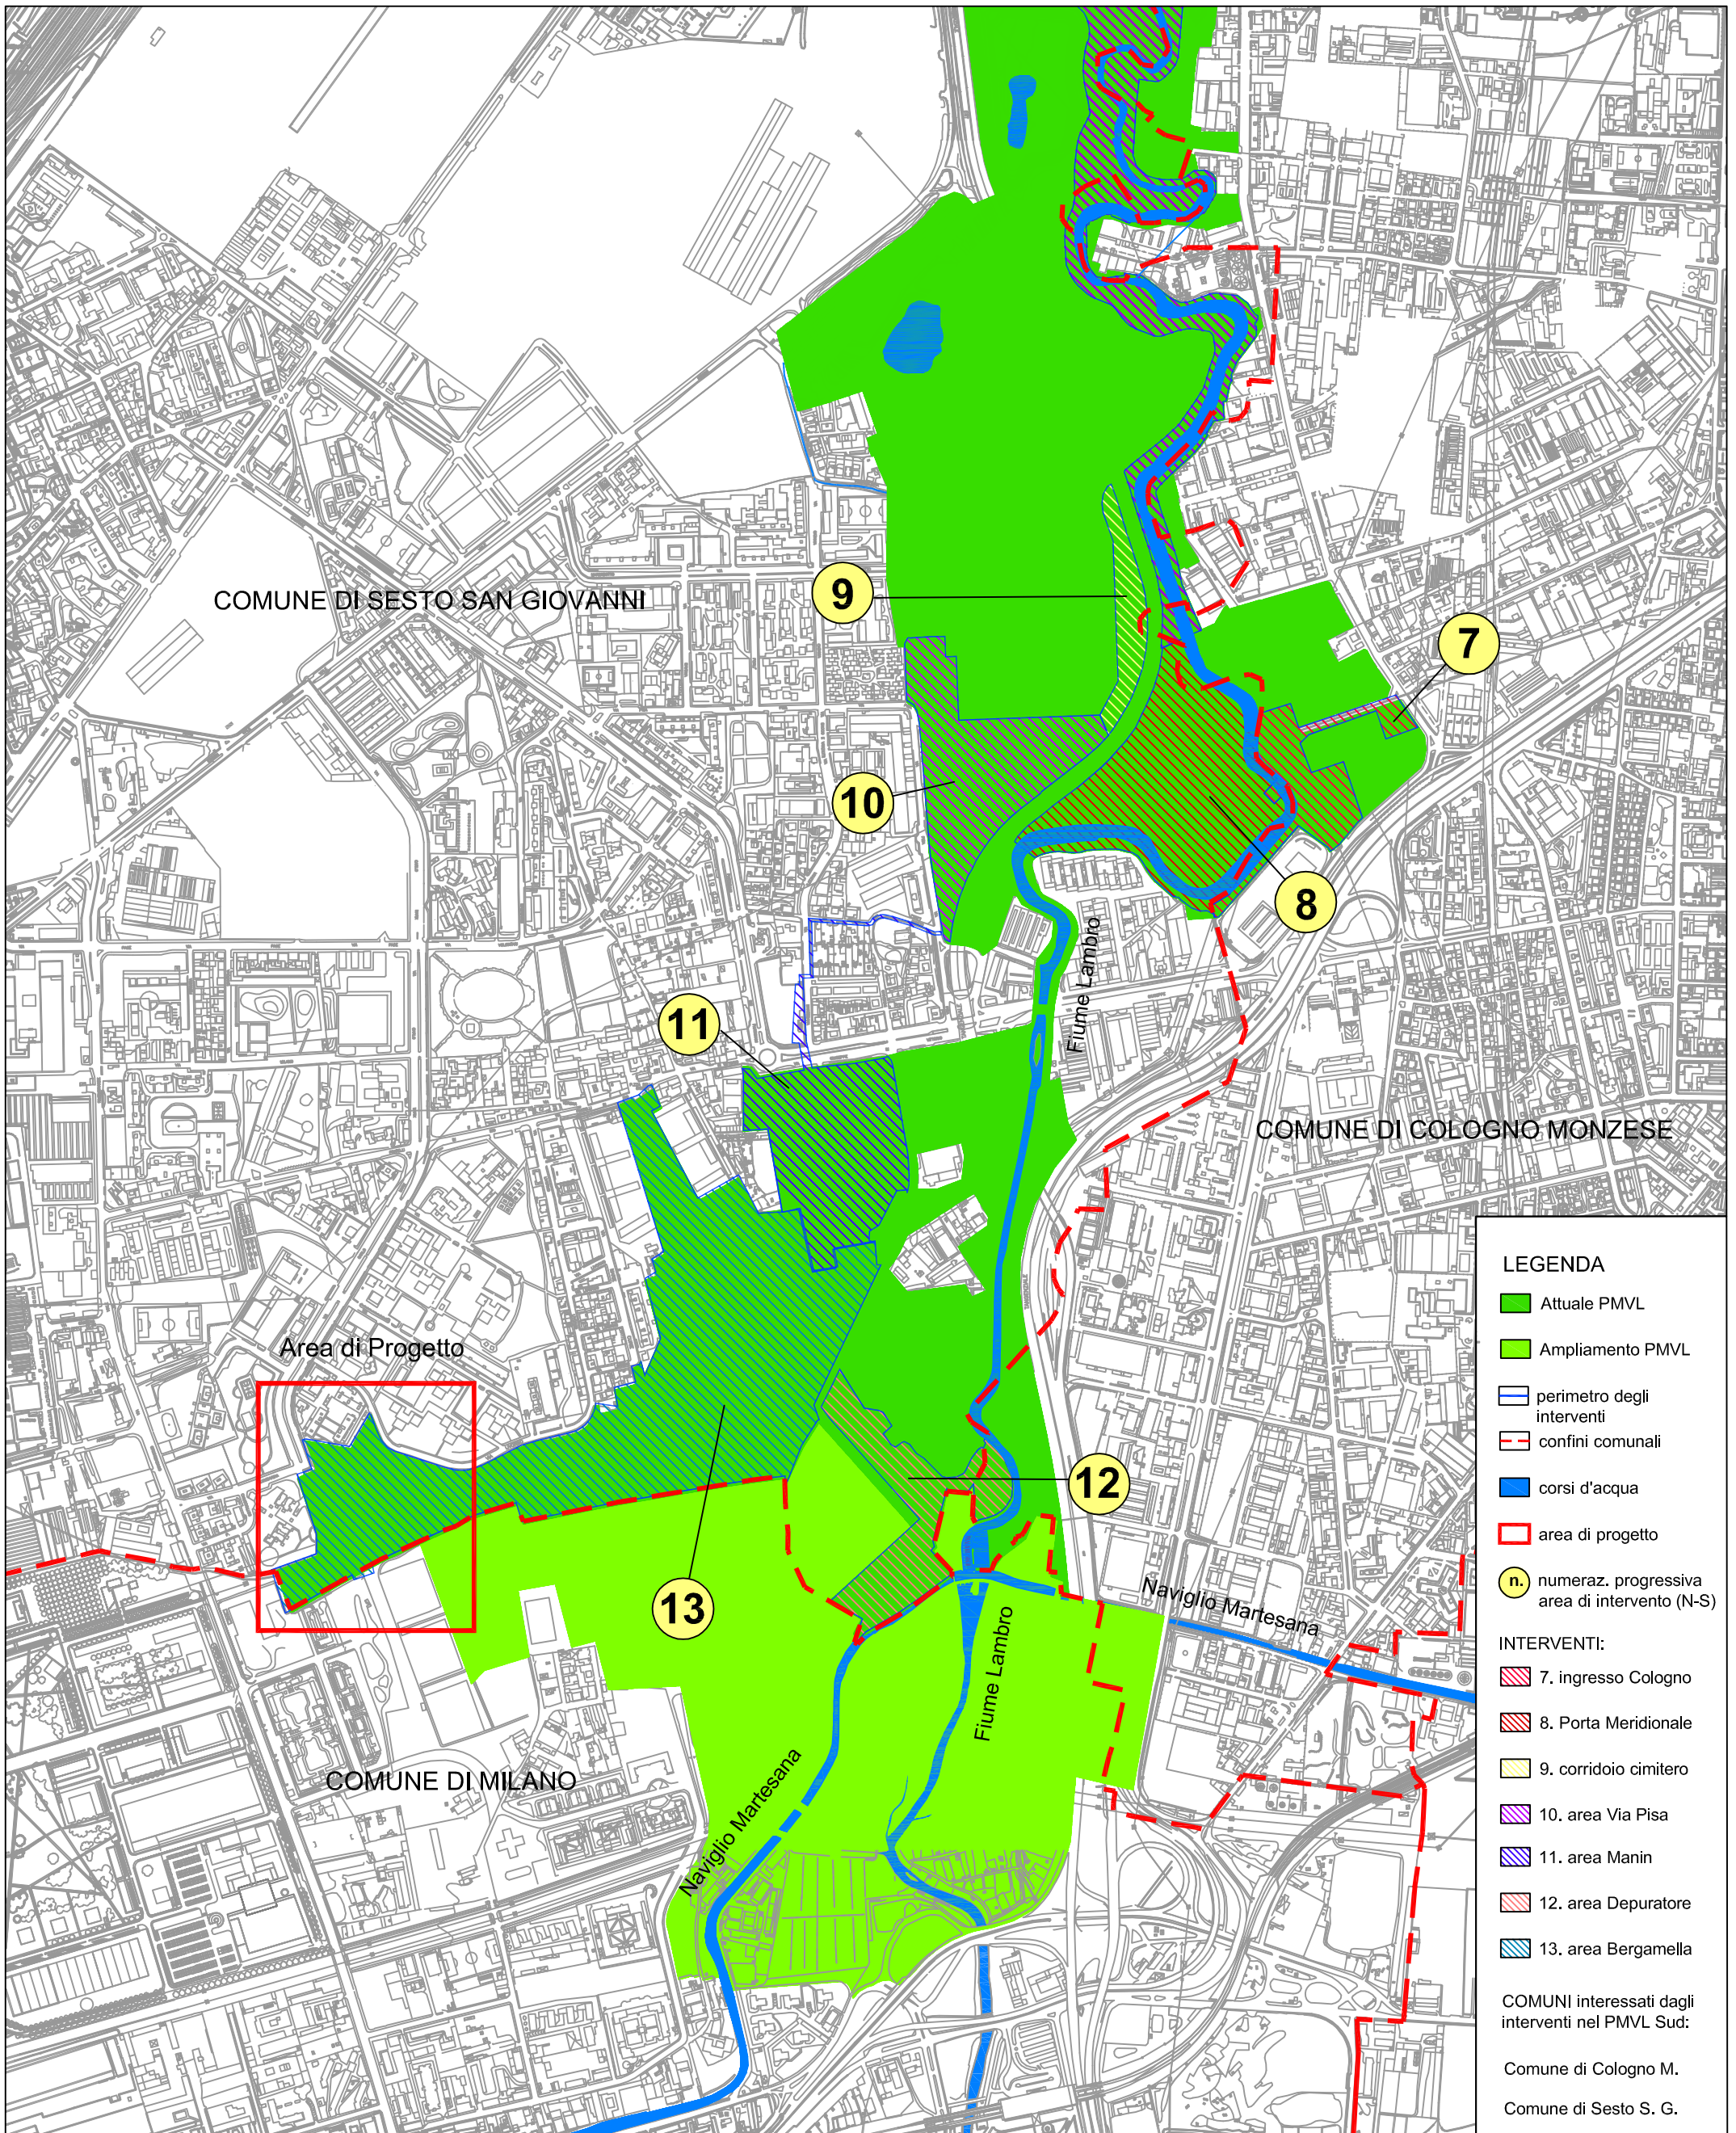 COMUNE DI SESTO SAN GIOVANNI
9
7
10
8
Fiume Lambro
11
COMUNE DI COLOGNO MONZESE
Area di Progetto
12
13
Naviglio Martesana
Fiume Lambro
COMUNE DI MILANO
Naviglio Martesana
LEGENDA
Attuale PMVL
Ampliamento PMVL
perimetro degli
interventi
confini comunali
corsi d'acqua
area di progetto
n.
numeraz. progressiva
area di intervento (N-S)
INTERVENTI:
7. ingresso Cologno
8. Porta Meridionale
9. corridoio cimitero
10. area Via Pisa
11. area Manin
12. area Depuratore
13. area Bergamella
COMUNI interessati dagli
interventi nel PMVL Sud:
Comune di Cologno M.
Comune di Sesto S. G.